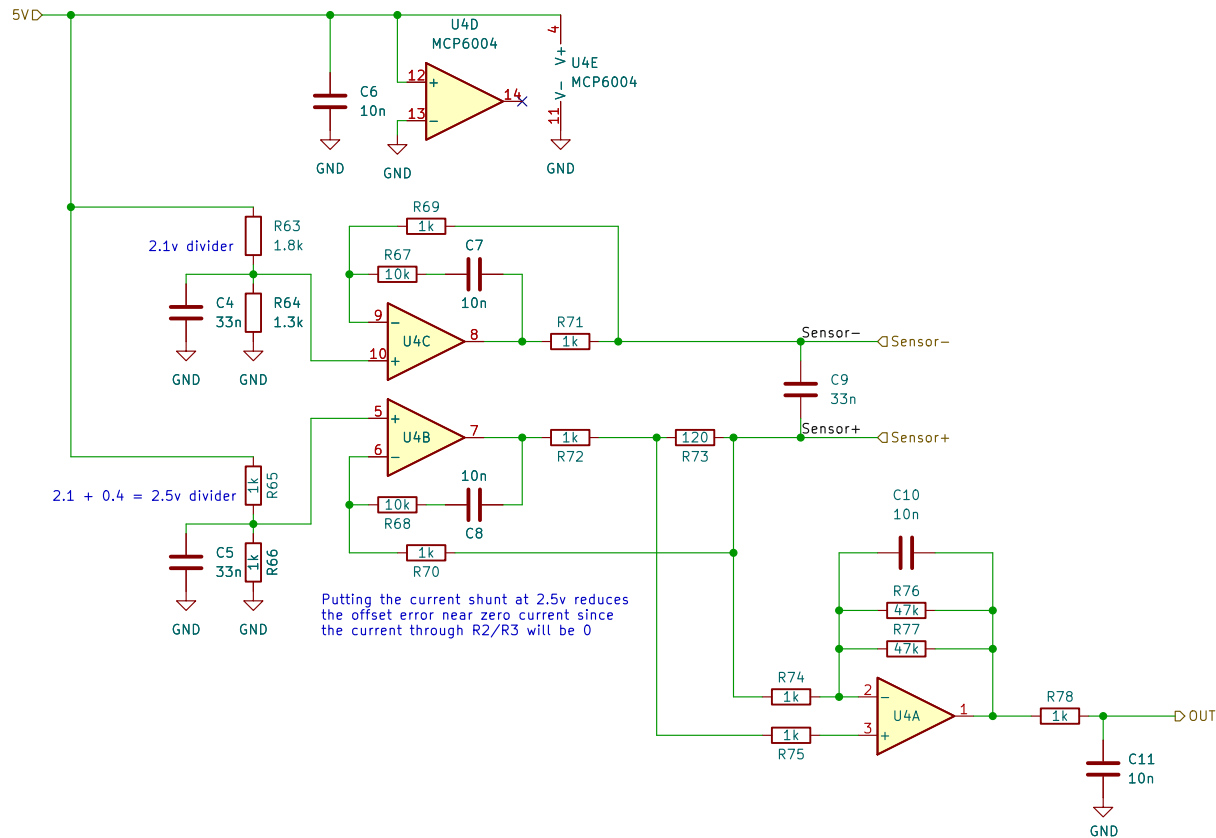 5V
U4D
MCP6004
12
+
13
−
14
4
V+
U4E
MCP6004
V-
11
C6
10n
GND
GND
GND
2.1v divider
R63
1.8k
C4
33n
R64
1.3k
GND
GND
R69
1k
R67
10k
C7
10n
9
−
U4C
8
10
+
R71
1k
Sensor-
Sensor-
C9
33n
Sensor+
Sensor+
5
+
U4B
7
6
−
1k
R72
120
R73
2.1 + 0.4 = 2.5v divider
1k
R65
C5
33n
1k
R66
GND
GND
10n
10k
R68
C8
1k
R70
Putting the current shunt at 2.5v reduces
the offset error near zero current since
the current through R2/R3 will be 0
C10
10n
R76
47k
R77
47k
R74
1k
2
−
U4A
1
3
+
1k
R75
R78
1k
OUT
C11
10n
GND